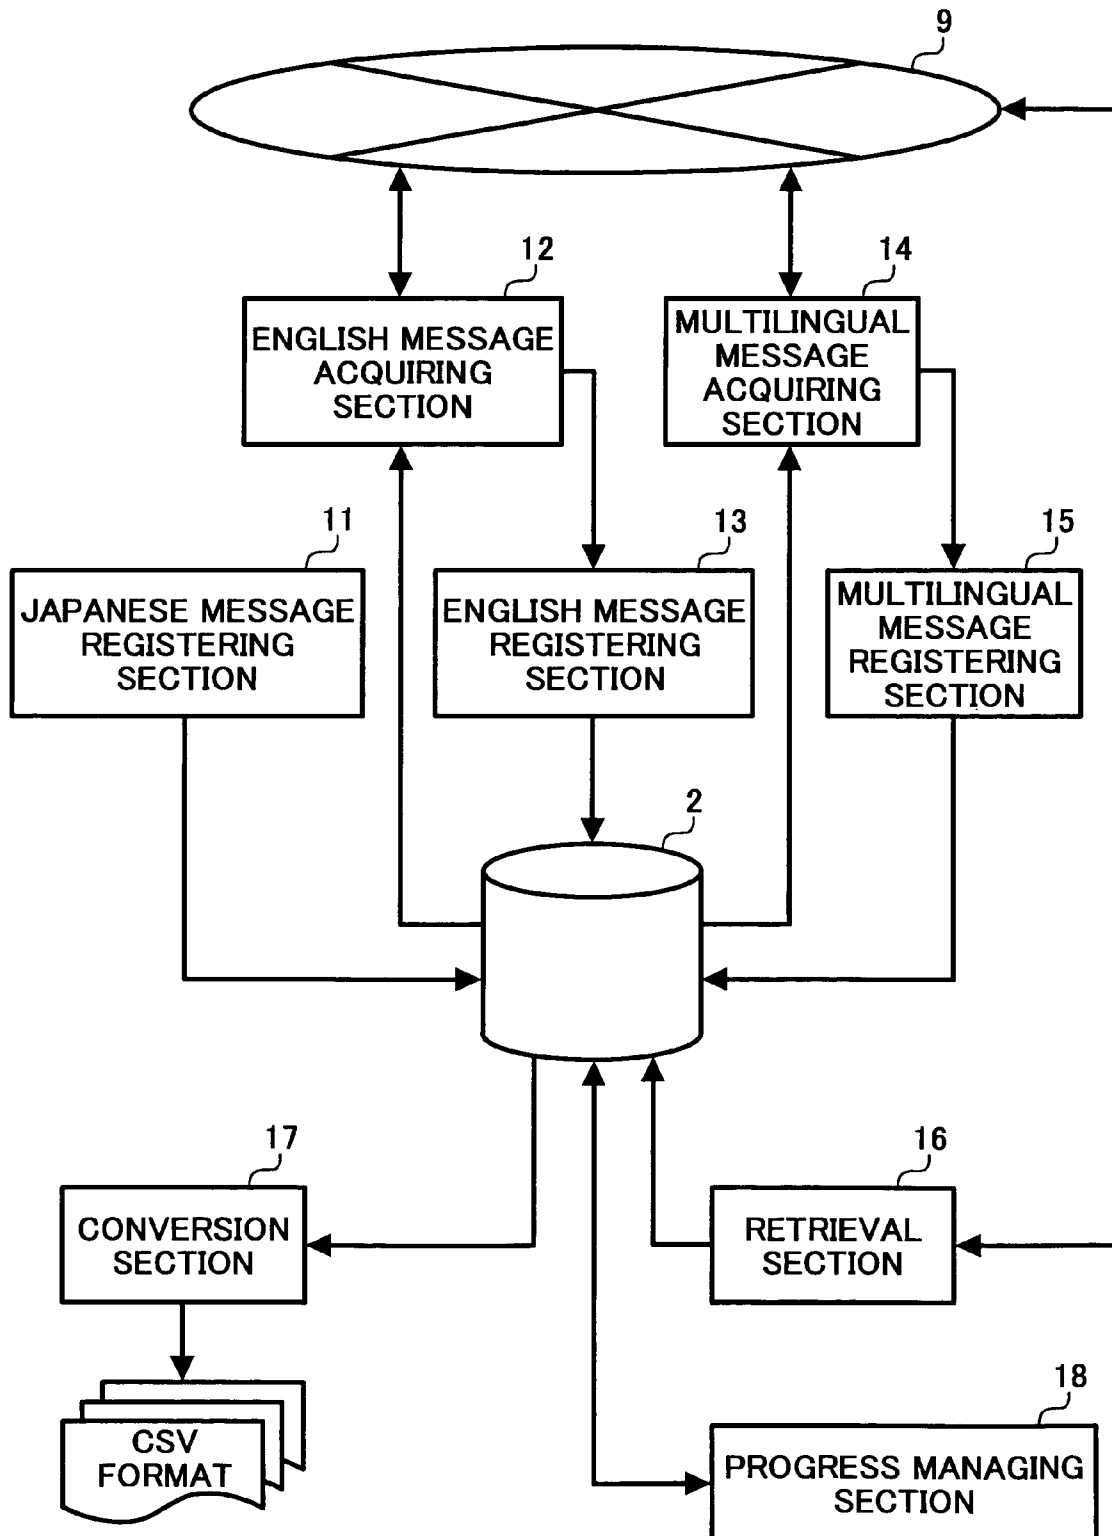 9
12
ENGLISH MESSAGE
ACQUIRING
SECTION
14
MULTILINGUAL
MESSAGE
ACQUIRING
SECTION
11
JAPANESE MESSAGE
REGISTERING
SECTION
13
ENGLISH MESSAGE
REGISTERING
SECTION
15
MULTILINGUAL
MESSAGE
REGISTERING
SECTION
2
17
CONVERSION
SECTION
16
RETRIEVAL
SECTION
CSV
FORMAT
18
PROGRESS MANAGING
SECTION